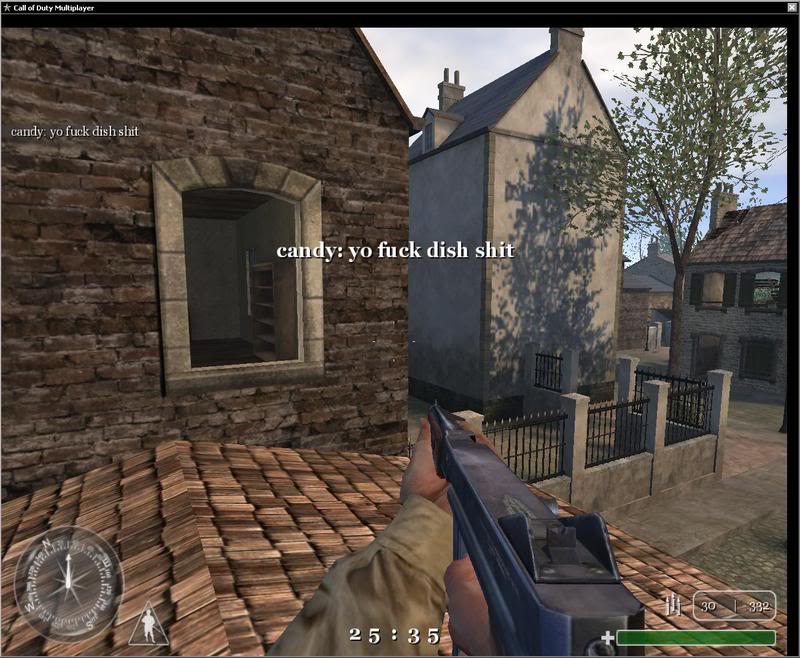 Call of Duty Multiplayer
candy: yo fuck dish shit
candy: yo fuck dish shit
N
W
S
30 | 332
25:35